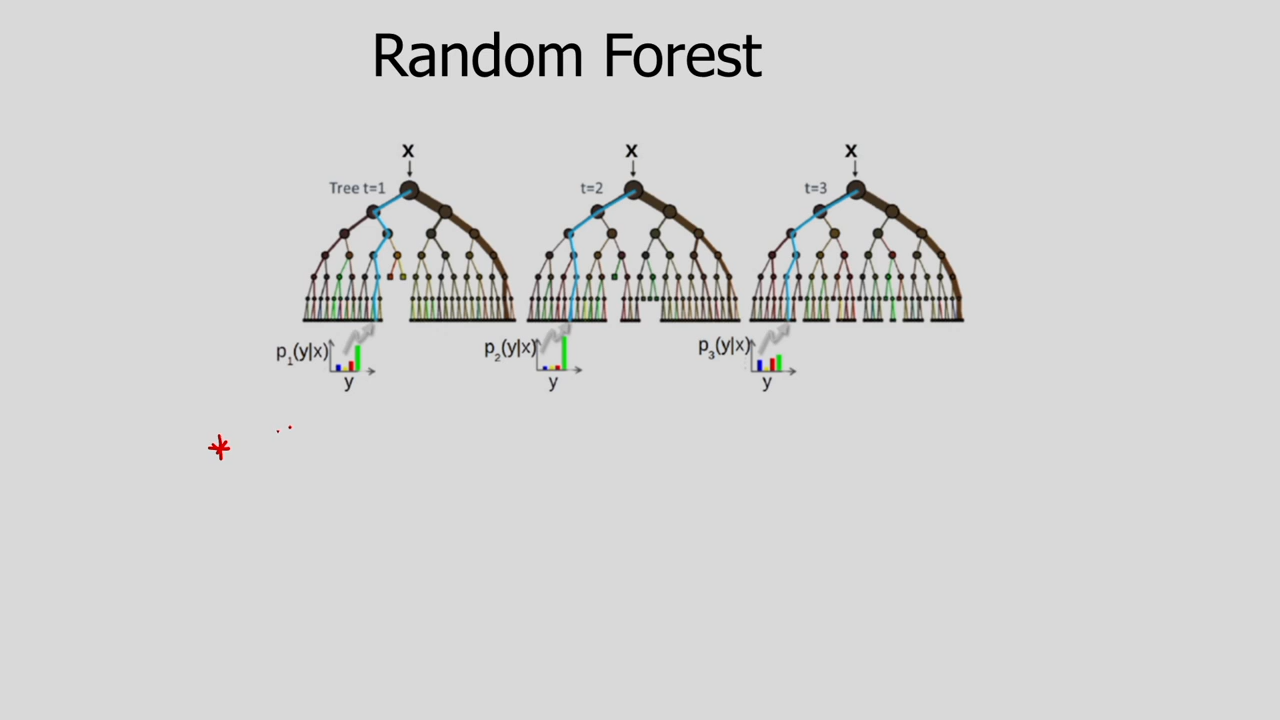 Random Forest
x x x
Tree t=1 t=2 t=3
p₁(y|x) p₂(y|x) p₃(y|x)
y y y
*